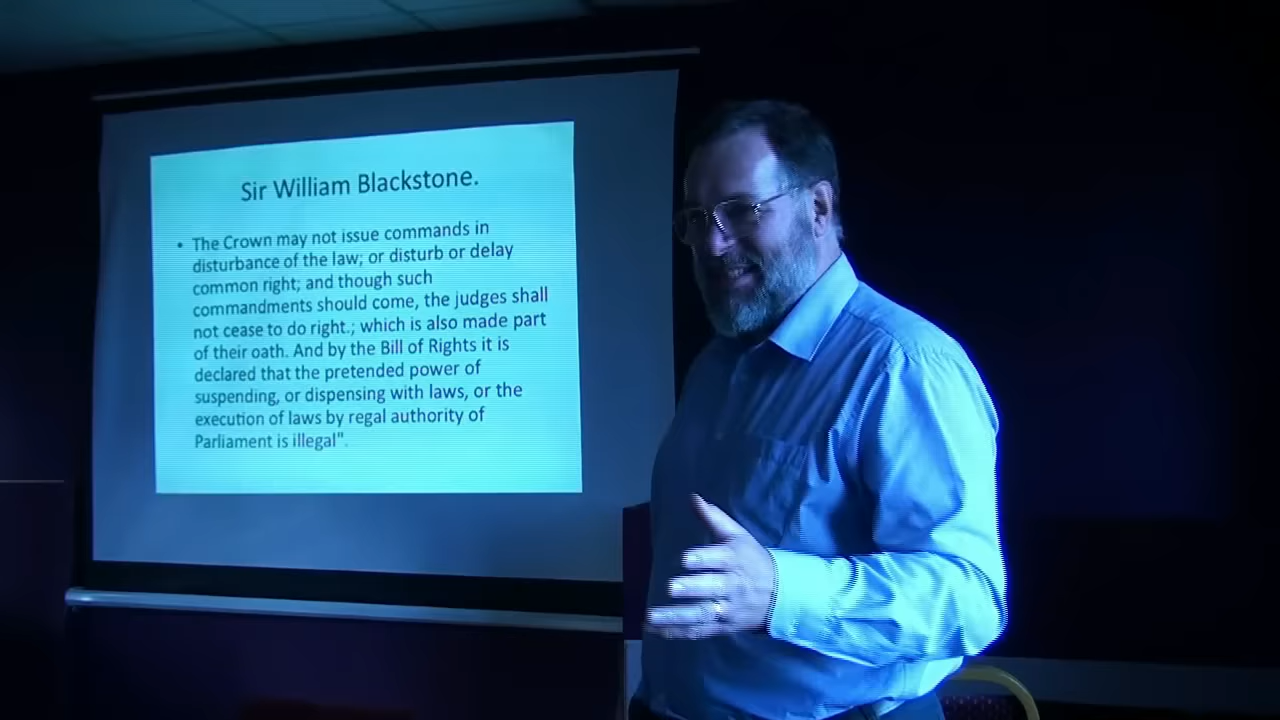 Sir William Blackstone.
• The Crown may not issue commands in
disturbance of the law; or disturb or delay
common right; and though such
commandments should come, the judges shall
not cease to do right.; which is also made part
of their oath. And by the Bill of Rights it is
declared that the pretended power of
suspending, or dispensing with laws, or the
execution of laws by regal authority of
Parliament is illegal".